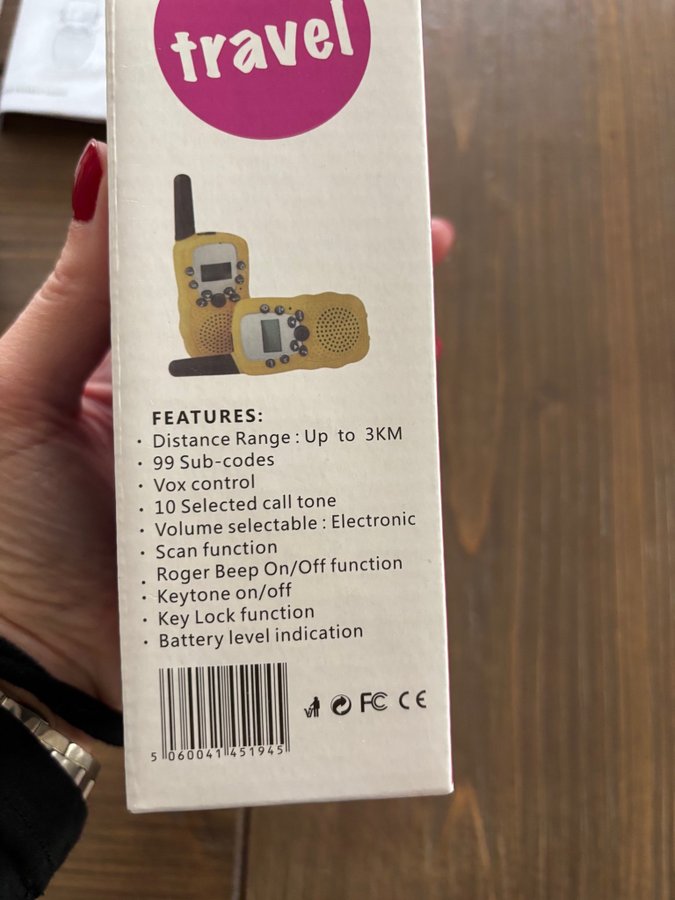 travel
FEATURES:
· Distance Range : Up to 3KM
· 99 Sub-codes
· Vox control
· 10 Selected call tone
· Volume selectable : Electronic
· Scan function
· Roger Beep On/Off function
· Keytone on/off
· Key Lock function
· Battery level indication
FC CE
5 060041 451945